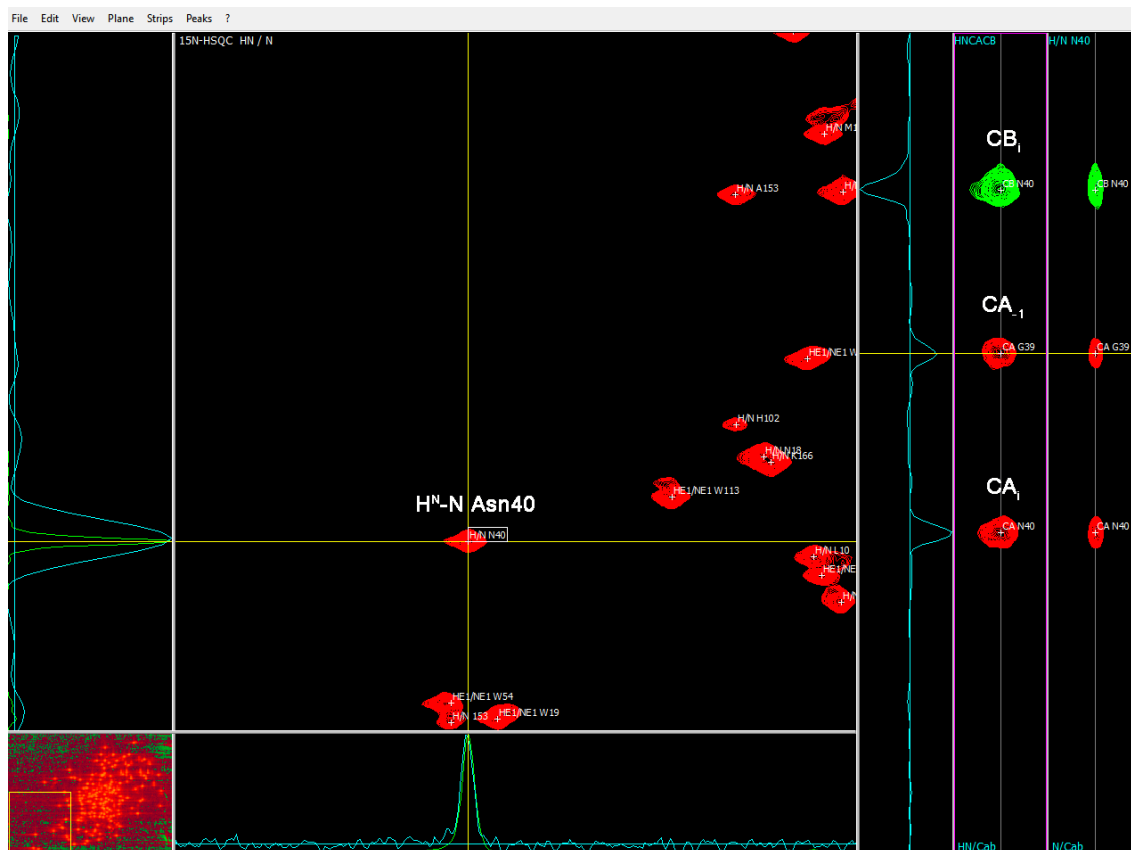 File Edit View Plane Strips Peaks ?
15N-HSQC HN / N
HNCACB
H/N N40
H/N M1
CBi
H/N A153
CB N40
CB N40
CA-1
CA G39
CA G39
HE1/NE1 W
H/N H102
H/N N18
H/N K166
HE1/NE1 W113
HN-N Asn40
CAi
H/N N40
CA N40
CA N40
H/N L10
HE1/NE
H/N
HE1/NE1 W54
H/N 153
HE1/NE1 W19
HN/Cab
N/Cab